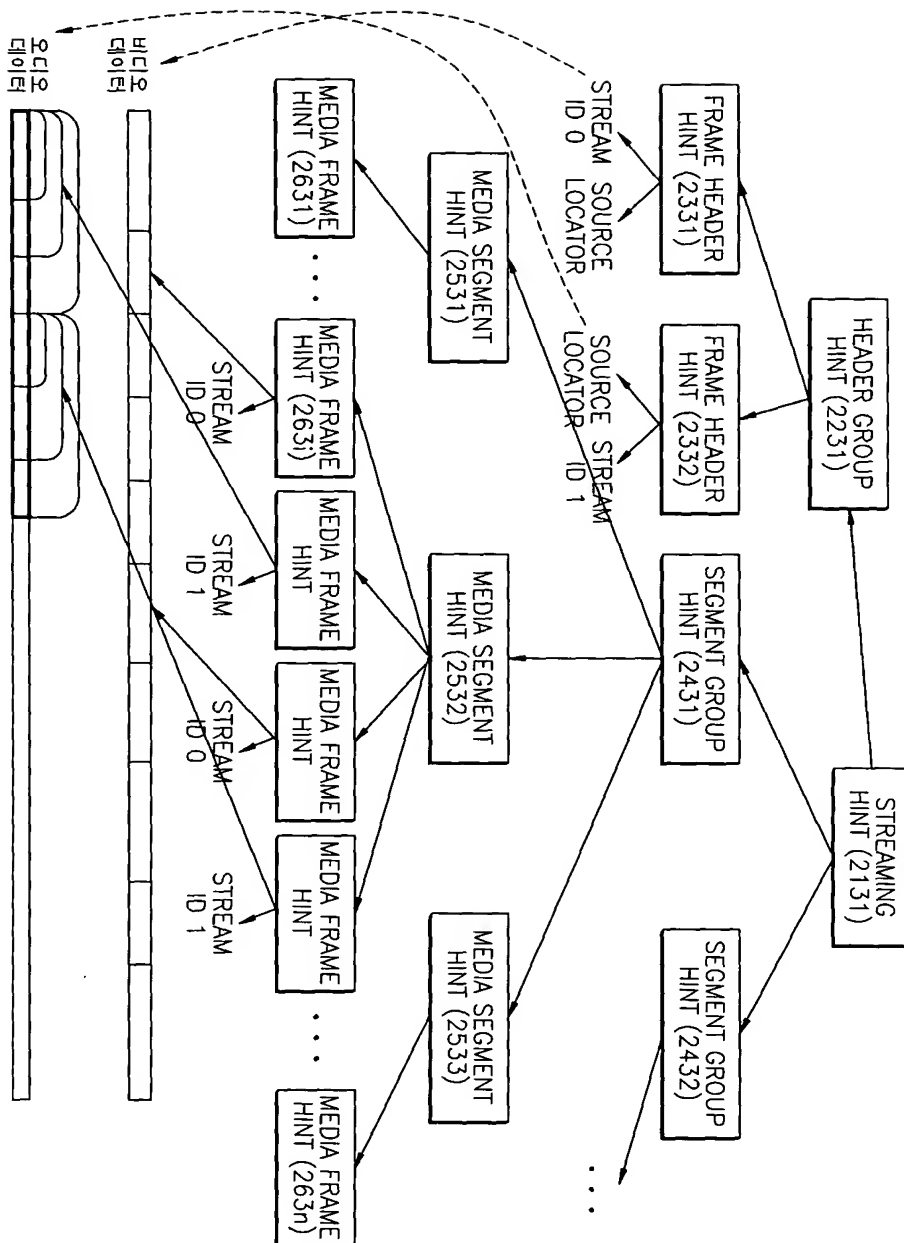 STREAMING
HINT (2131)
HEADER GROUP
HINT (2231)
FRAME HEADER
HINT (2331)
FRAME HEADER
HINT (2332)
SEGMENT GROUP
HINT (2431)
SEGMENT GROUP
HINT (2432)
. . .
STREAM
ID 0
SOURCE
LOCATOR
SOURCE
LOCATOR
STREAM
ID 1
MEDIA SEGMENT
HINT (2531)
MEDIA SEGMENT
HINT (2532)
MEDIA SEGMENT
HINT (2533)
MEDIA FRAME
HINT (2631)
. . .
MEDIA FRAME
HINT (263i)
MEDIA FRAME
HINT
MEDIA FRAME
HINT
MEDIA FRAME
HINT
. . .
MEDIA FRAME
HINT (263n)
STREAM
ID 0
STREAM
ID 1
STREAM
ID 0
STREAM
ID 1
비디오
데이터
오디오
데이터